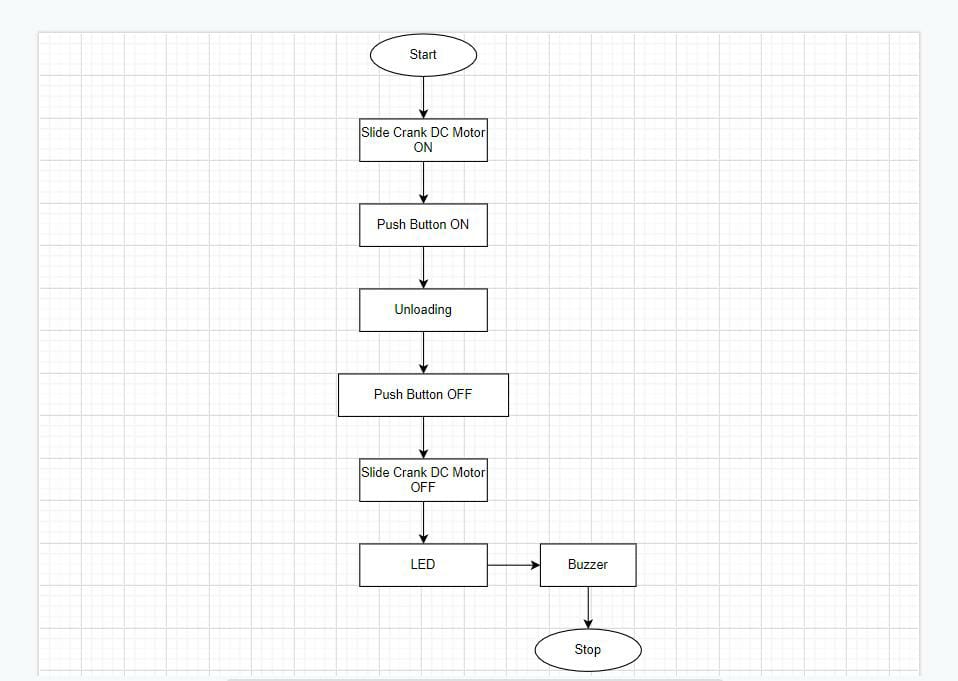 Start
Slide Crank DC Motor
ON
Push Button ON
Unloading
Push Button OFF
Slide Crank DC Motor
OFF
LED
Buzzer
Stop